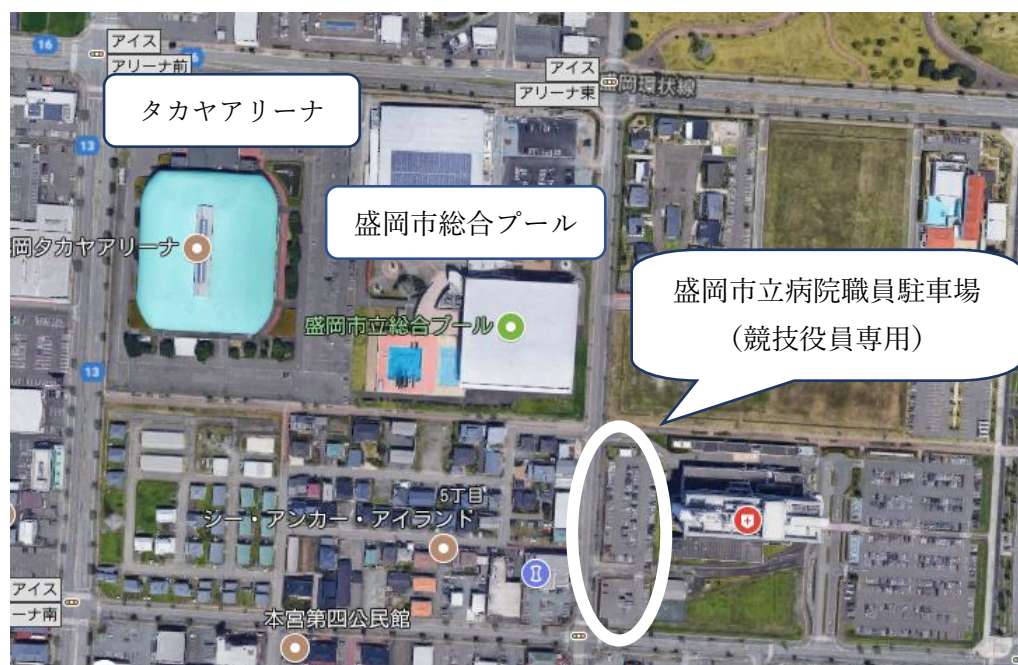 16
アイス
アリーナ前
6
アイス
アリーナ東
盛岡環状線
タカヤアリーナ
13
盛岡市総合プール
岡タカヤアリーナ
盛岡市立病院職員駐車場
（競技役員専用）
盛岡市立総合プール
13
5丁目
シー・アンカー・アイランド
アイス
ーナ南
本宮第四公民館